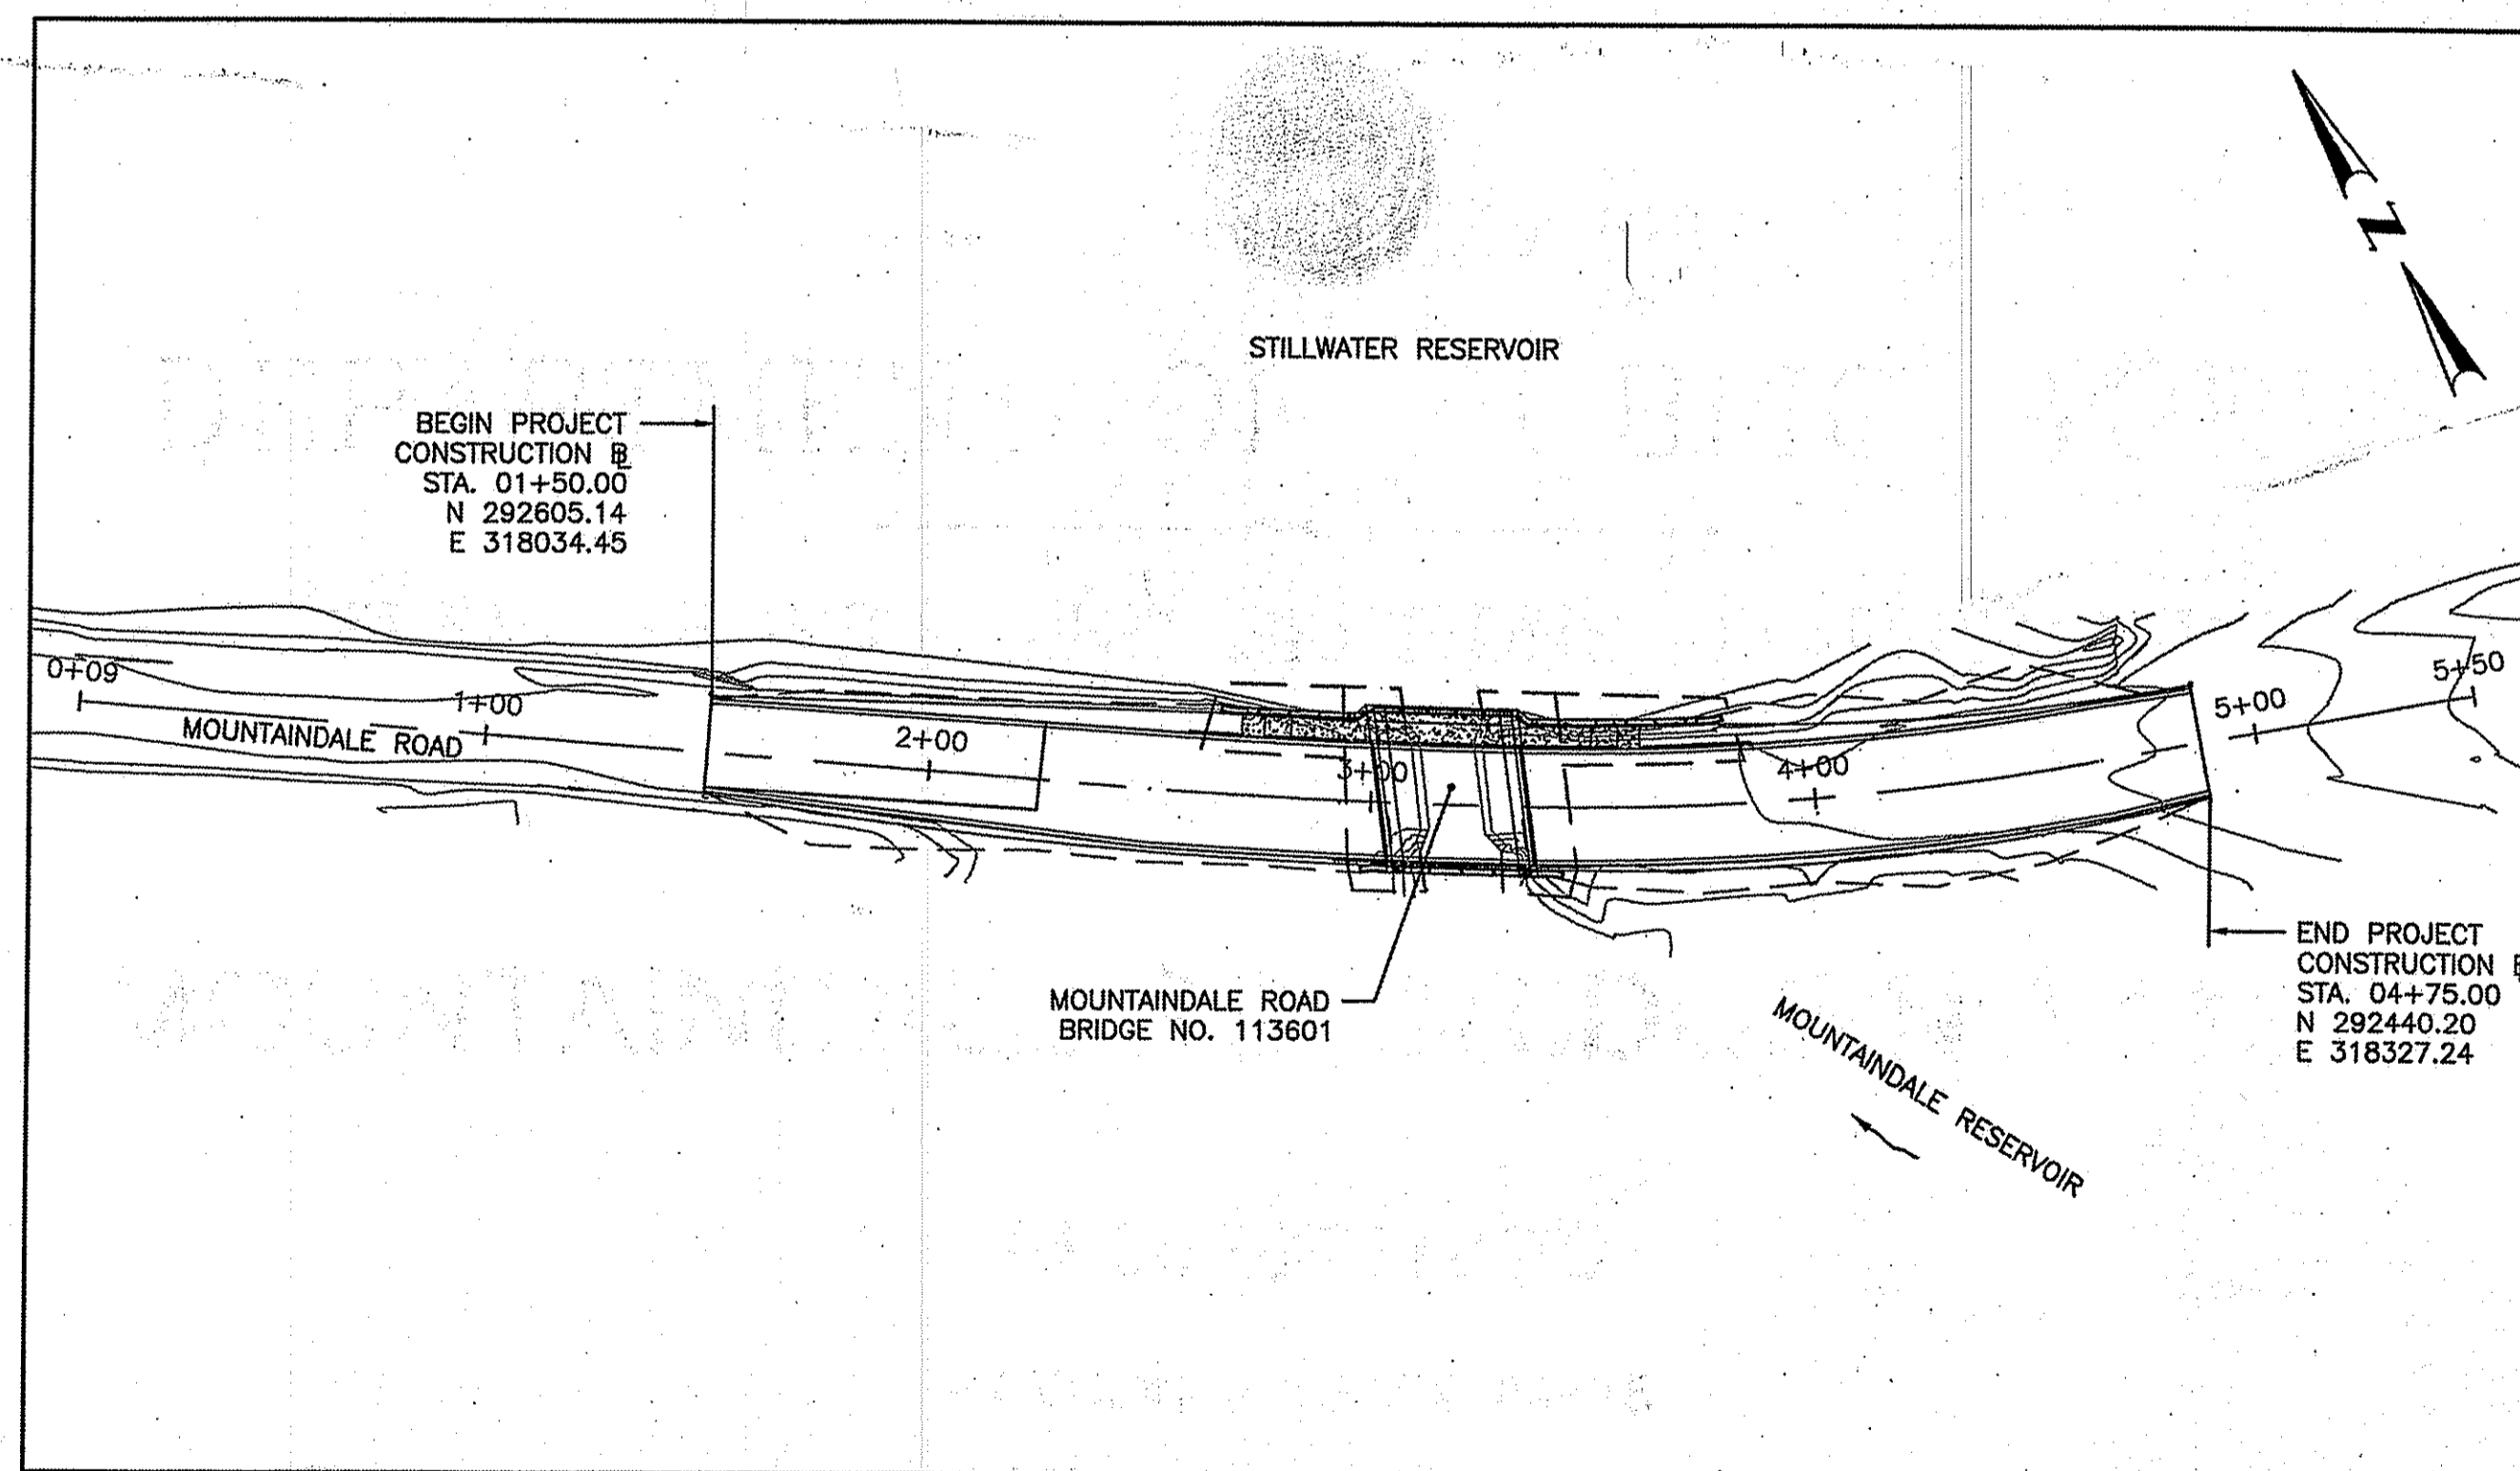 N
STILLWATER RESERVOIR
BEGIN PROJECT
CONSTRUCTION ℄
STA. 01+50.00
N 292605.14
E 318034.45
0+09
1+00
2+00
3+00
4+00
5+00
5+50
MOUNTAINDALE ROAD
MOUNTAINDALE ROAD
BRIDGE NO. 113601
END PROJECT
CONSTRUCTION
STA. 04+75.00
N 292440.20
E 318327.24
MOUNTAINDALE RESERVOIR